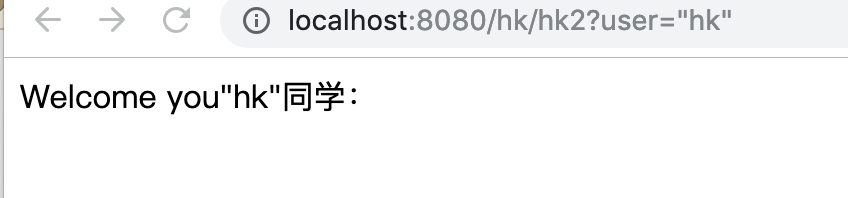 localhost:8080/hk/hk2?user="hk"
Welcome you"hk"同学：